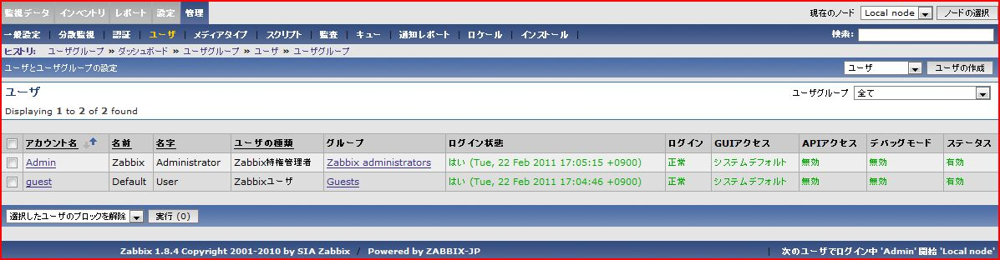 監視データ インベントリ レポート 設定 管理 現在のノード Local node ノードの選択
一般設定 | 分散監視 | 認証 | ユーザ | メディアタイプ | スクリプト | 監査 | キュー | 通知レポート | ロケール | インストール | 検索:
ヒストリ: ユーザグループ » ダッシュボード » ユーザグループ » ユーザ » ユーザグループ
ユーザとユーザグループの設定 ユーザ ユーザの作成
ユーザ ユーザグループ 全て
Displaying 1 to 2 of 2 found
アカウント名 名前 名字 ユーザの種類 グループ ログイン状態 ログイン GUIアクセス APIアクセス デバッグモード ステータス
Admin Zabbix Administrator Zabbix特権管理者 Zabbix administrators はい (Tue, 22 Feb 2011 17:05:15 +0900) 正常 システムデフォルト 無効 無効 有効
guest Default User Zabbixユーザ Guests はい (Tue, 22 Feb 2011 17:04:46 +0900) 正常 システムデフォルト 無効 無効 有効
選択したユーザのブロックを解除 実行 (0)
Zabbix 1.8.4 Copyright 2001-2010 by SIA Zabbix / Powered by ZABBIX-JP | 次のユーザでログイン中 'Admin' 開始 'Local node'